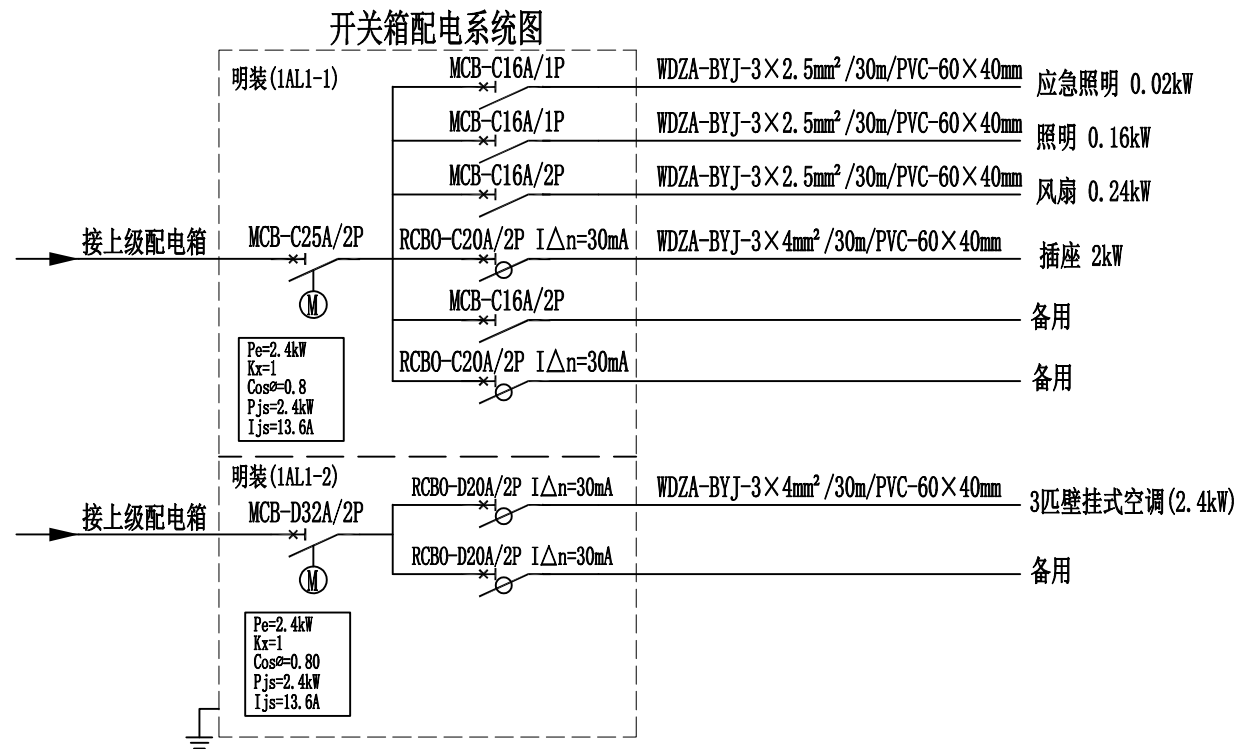 开关箱配电系统图
明装(1AL1-1)
MCB-C16A/1P
WDZA-BYJ-3×2.5mm²/30m/PVC-60×40mm
应急照明 0.02kW
MCB-C16A/1P
WDZA-BYJ-3×2.5mm²/30m/PVC-60×40mm
照明 0.16kW
MCB-C16A/2P
WDZA-BYJ-3×2.5mm²/30m/PVC-60×40mm
风扇 0.24kW
接上级配电箱
MCB-C25A/2P
RCBO-C20A/2P I△n=30mA
WDZA-BYJ-3×4mm²/30m/PVC-60×40mm
插座 2kW
M
MCB-C16A/2P
备用
RCBO-C20A/2P I△n=30mA
备用
Pe=2.4kW
Kx=1
Cosø=0.8
Pjs=2.4kW
Ijs=13.6A
明装(1AL1-2)
接上级配电箱
MCB-D32A/2P
RCBO-D20A/2P I△n=30mA
WDZA-BYJ-3×4mm²/30m/PVC-60×40mm
3匹壁挂式空调(2.4kW)
M
RCBO-D20A/2P I△n=30mA
备用
Pe=2.4kW
Kx=1
Cosø=0.80
Pjs=2.4kW
Ijs=13.6A